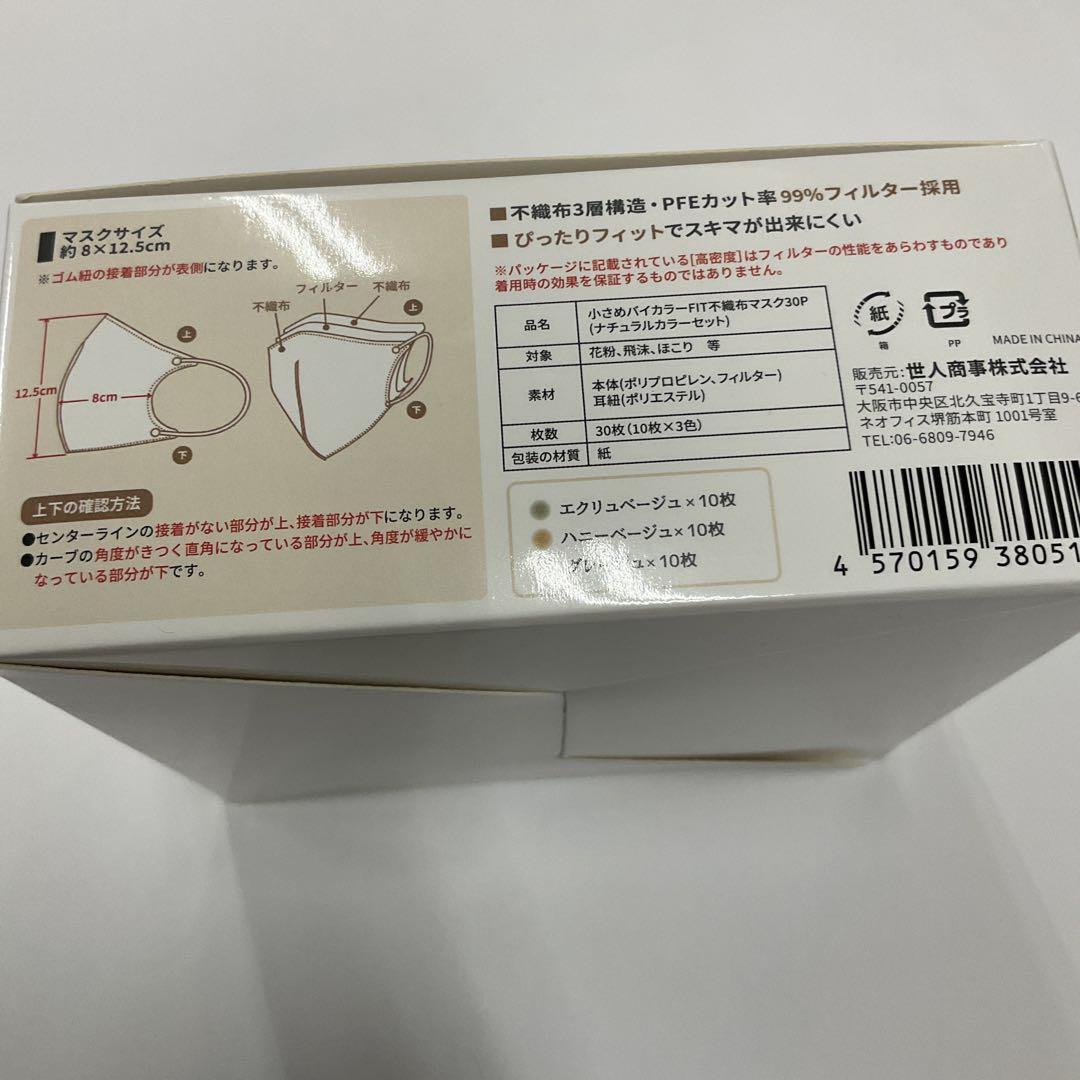 マスクサイズ
約 8×12.5cm
※ゴム紐の接着部分が表側になります。
不織布
フィルター
不織布
上
上
12.5cm
8cm
下
下
上下の確認方法
●センターラインの接着がない部分が上、接着部分が下になります。
●カーブの角度がきつく直角になっている部分が上、角度が緩やかに
なっている部分が下です。
■不織布3層構造・PFEカット率99%フィルター採用
■ぴったりフィットでスキマが出来にくい
※パッケージに記載されている[高密度]はフィルターの性能をあらわすものであり
着用時の効果を保証するものではありません。
品名 小さめバイカラーFIT不織布マスク30P
(ナチュラルカラーセット)
対象 花粉、飛沫、ほこり 等
素材 本体(ポリプロピレン、フィルター)
耳紐(ポリエステル)
枚数 30枚(10枚×3色)
包装の材質 紙
エクリュベージュ×10枚
ハニーベージュ×10枚
×10枚
紙
箱
プラ
PP
MADE IN CHINA
販売元:世人商事株式会社
〒541-0057
大阪市中央区北久宝寺町1丁目9-6
ネオフィス堺筋本町 1001号室
TEL:06-6809-7946
4 570159 38051